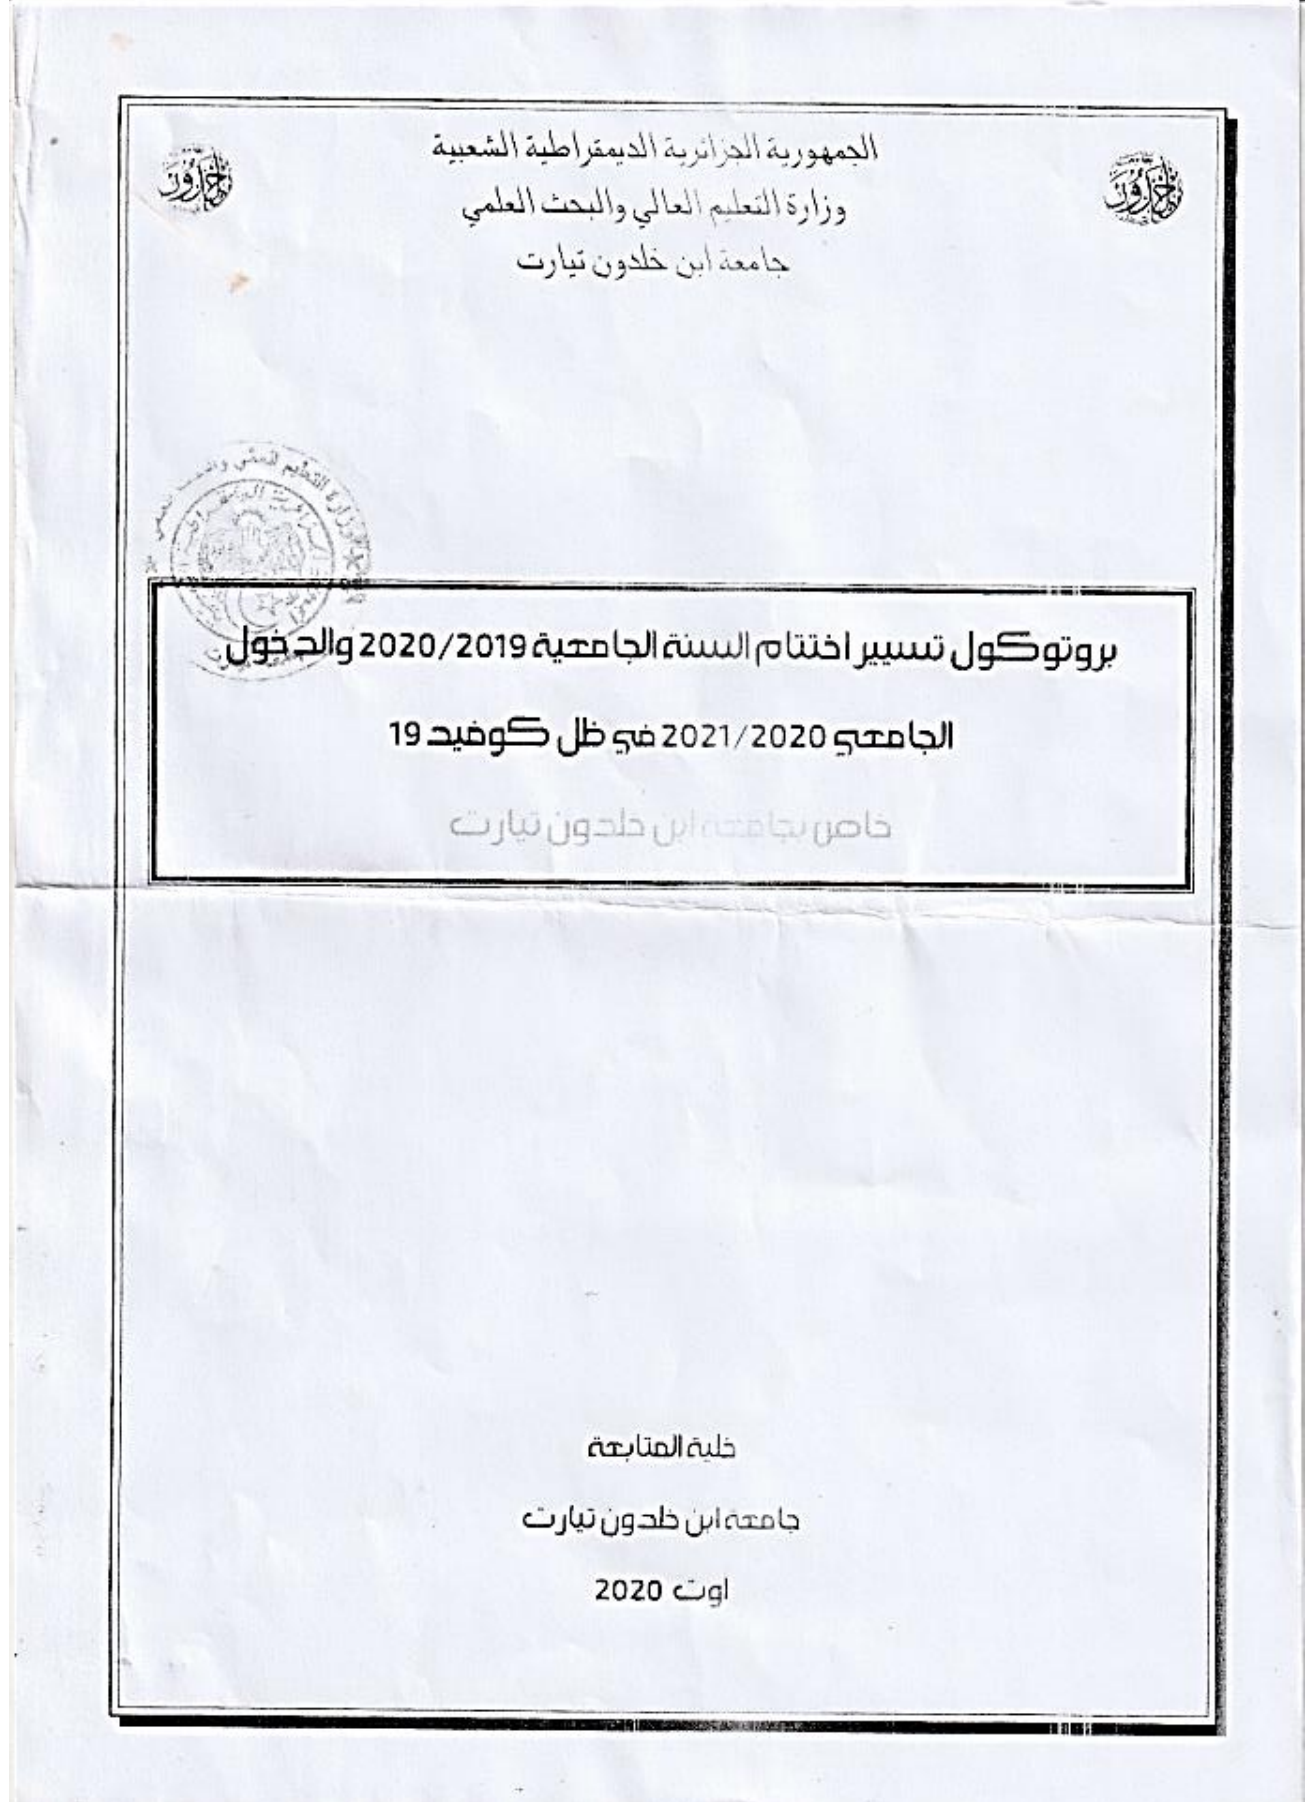 الجمهورية الجزائرية الديمقراطية الشعبية
وزارة التعليم العالي والبحث العلمي
جامعة ابن خلدون تيارت
بروتوكول تسيير اختتام السنة الجامعية 2020/2019 والدخول
الجامعي 2021/2020 في ظل كوفيد 19
خاص بجامعة ابن خلدون تيارت
خلية المتابعة
جامعة ابن خلدون تيارت
اوت 2020